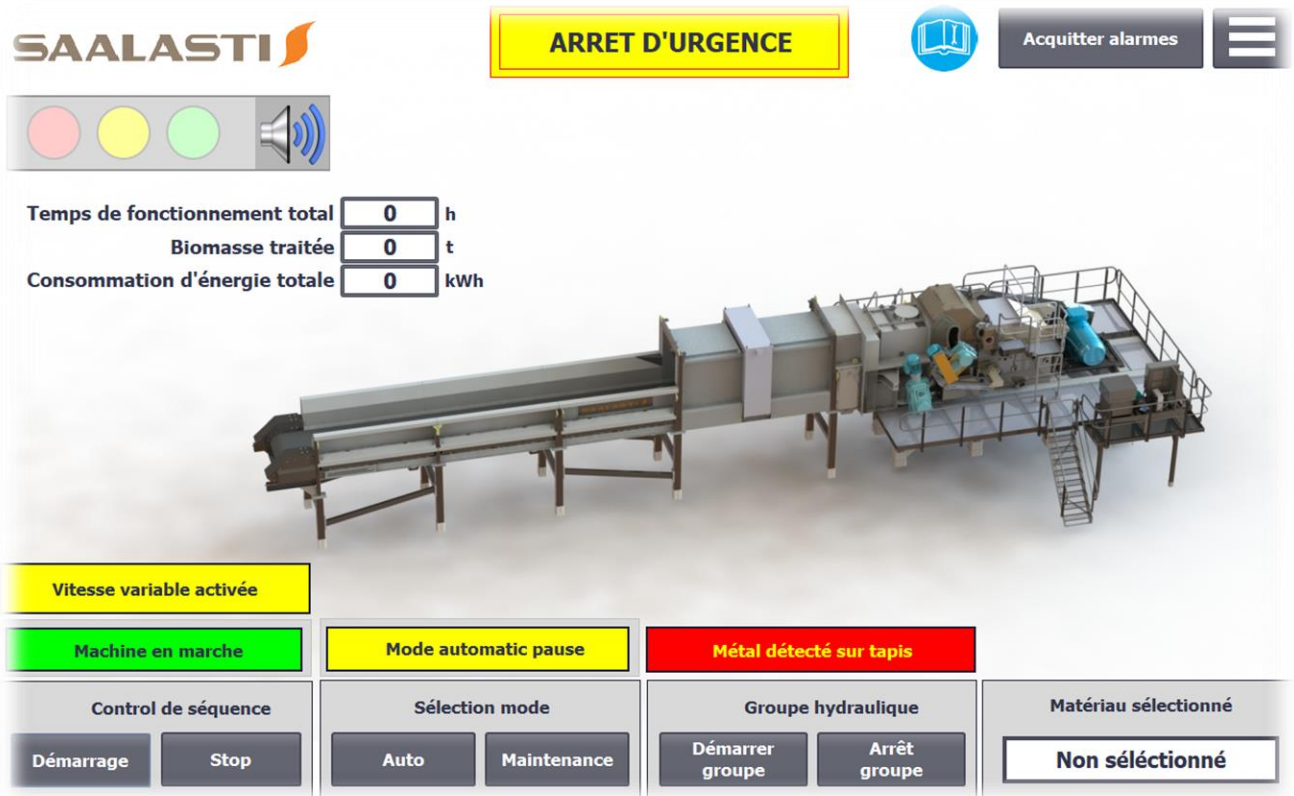 SAALASTI
ARRET D'URGENCE
Acquitter alarmes
Temps de fonctionnement total 0 h
Biomasse traitée 0 t
Consommation d'énergie totale 0 kWh
Vitesse variable activée
Machine en marche
Mode automatic pause
Métal détecté sur tapis
Control de séquence
Sélection mode
Groupe hydraulique
Matériau sélectionné
Démarrage
Stop
Auto
Maintenance
Démarrer
groupe
Arrêt
groupe
Non séléctionné